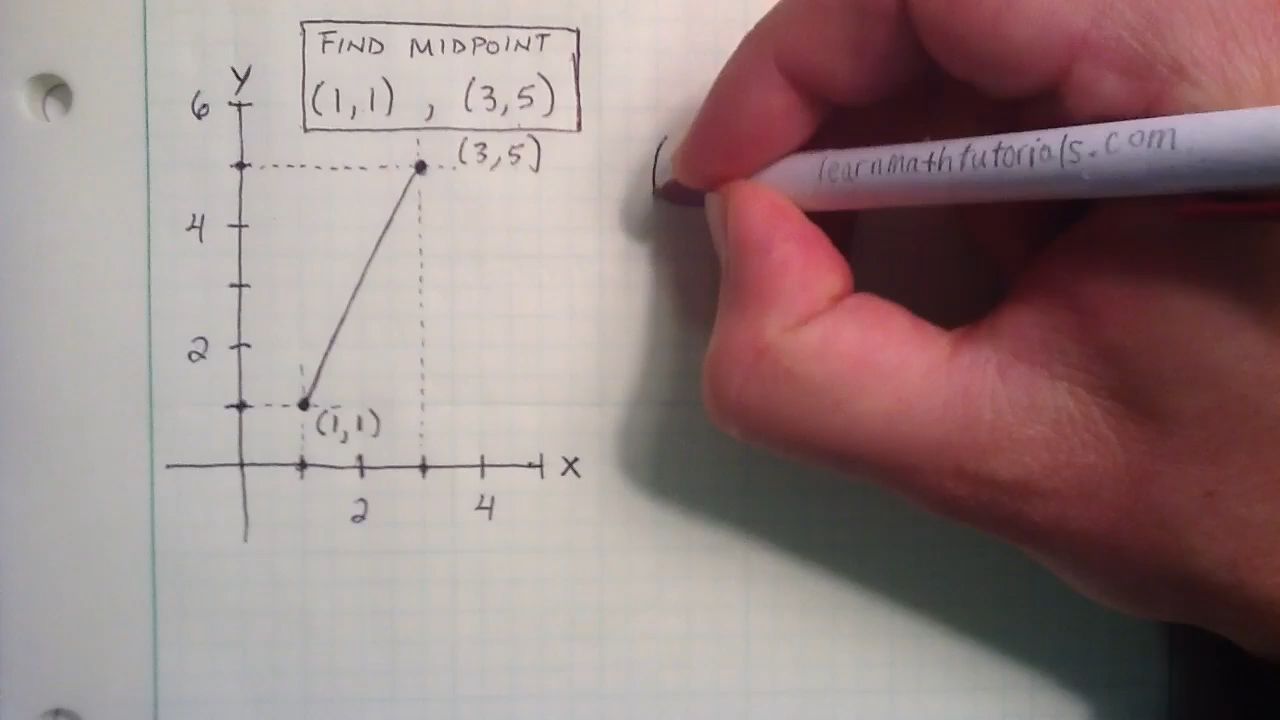 FIND MIDPOINT
(1,1) , (3,5)
y
6
(3,5)
(
learnmathtutorials.com
4
2
(1,1)
x
2 4